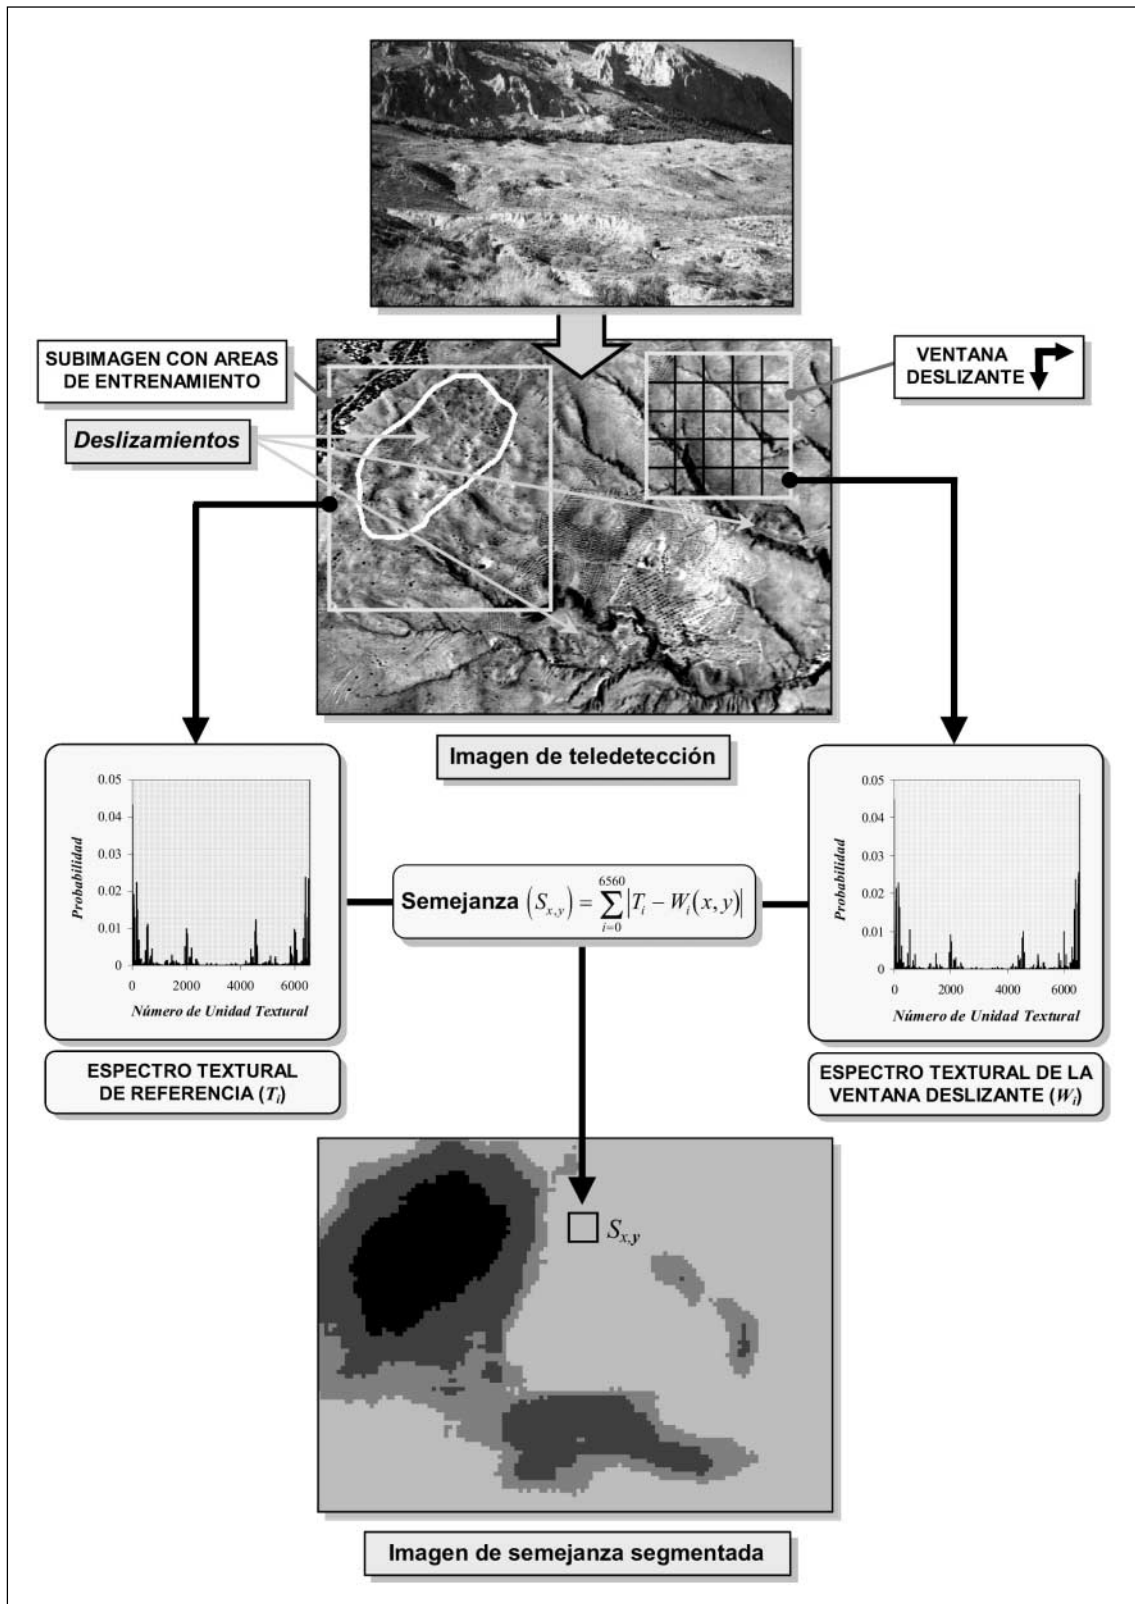 SUBIMAGEN CON AREAS
DE ENTRENAMIENTO
VENTANA
DESLIZANTE
Deslizamientos
Imagen de teledetección
0.05
0.04
0.03
0.02
0.01
0
0 2000 4000 6000
Probabilidad
Número de Unidad Textural
ESPECTRO TEXTURAL
DE REFERENCIA (T_i)
Semejanza (S_{x,y}) = \sum_{i=0}^{6560} |T_i − W_i(x, y)|
0.05
0.04
0.03
0.02
0.01
0
0 2000 4000 6000
Probabilidad
Número de Unidad Textural
ESPECTRO TEXTURAL DE LA
VENTANA DESLIZANTE (W_i)
S_{x,y}
Imagen de semejanza segmentada